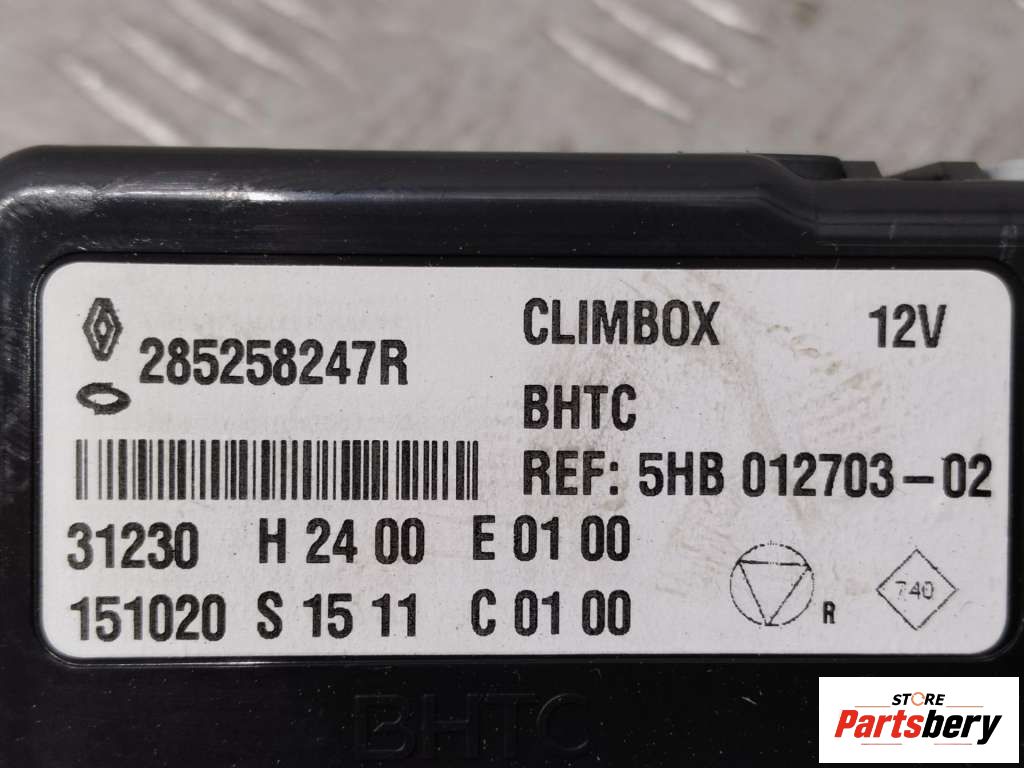 285258247R
CLIMBOX 12V
BHTC
REF: 5HB 012703-02
31230 H 24 00 E 01 00
151020 S 15 11 C 01 00
R
740
BHTC
STORE
Partsbery